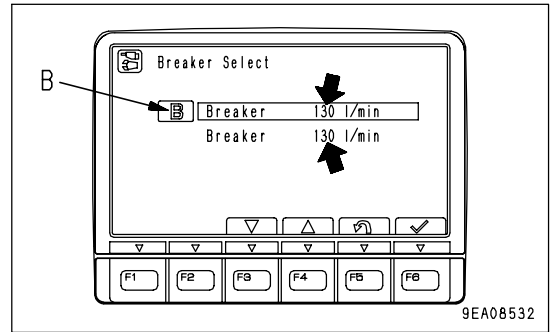 Breaker Select
B
B Breaker 130 l/min
Breaker 130 l/min
F1 F2 F3 F4 F5 F6
9EA08532